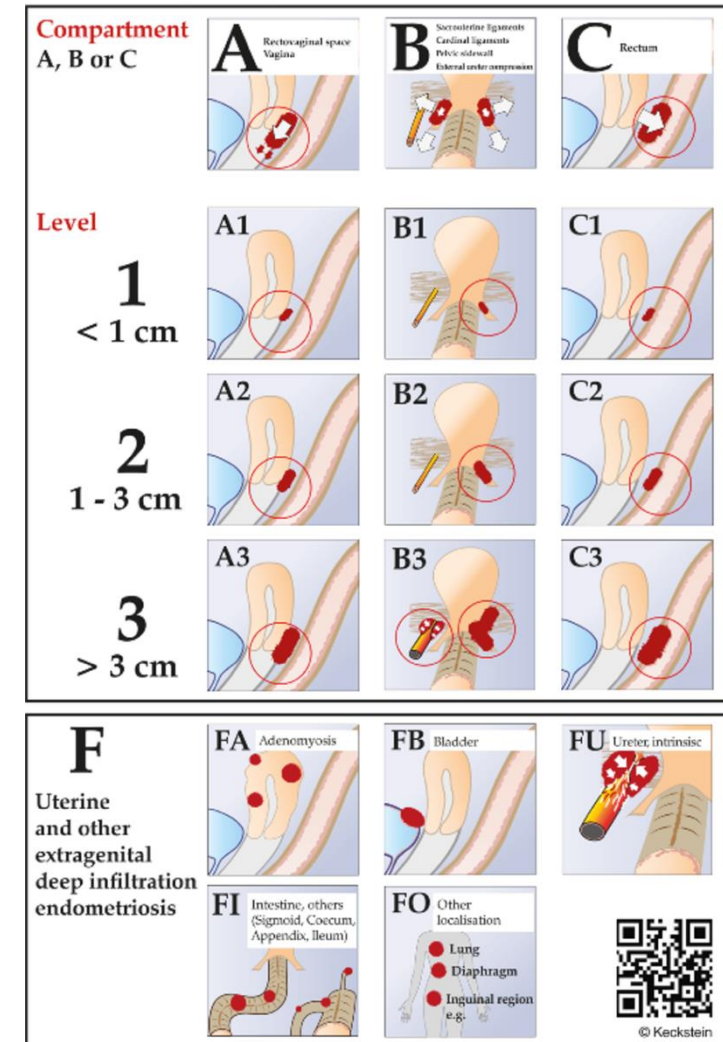 Compartment
A, B or C
A
Rectovaginal space
Vagina
B
Sacrouterine ligaments
Cardinal ligaments
Pelvic sidewall
External ureter compression
C
Rectum
Level
1
< 1 cm
A1
B1
C1
2
1 - 3 cm
A2
B2
C2
3
> 3 cm
A3
B3
C3
F
Uterine
and other
extragenital
deep infiltration
endometriosis
FA Adenomyosis
FB Bladder
FU Ureter, intrinsisc
FI Intestine, others
(Sigmoid, Coecum,
Appendix, Ileum)
FO Other
localisation
Lung
Diaphragm
Inguinal region
e.g.
© Keckstein